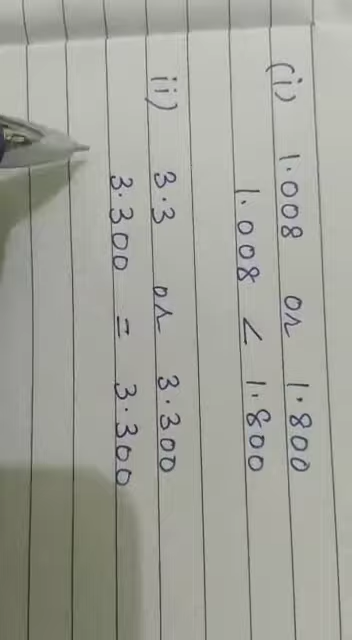 (i) 1.008 or 1.800
1.008 < 1.800
ii) 3.3 or 3.300
3.300 = 3.300